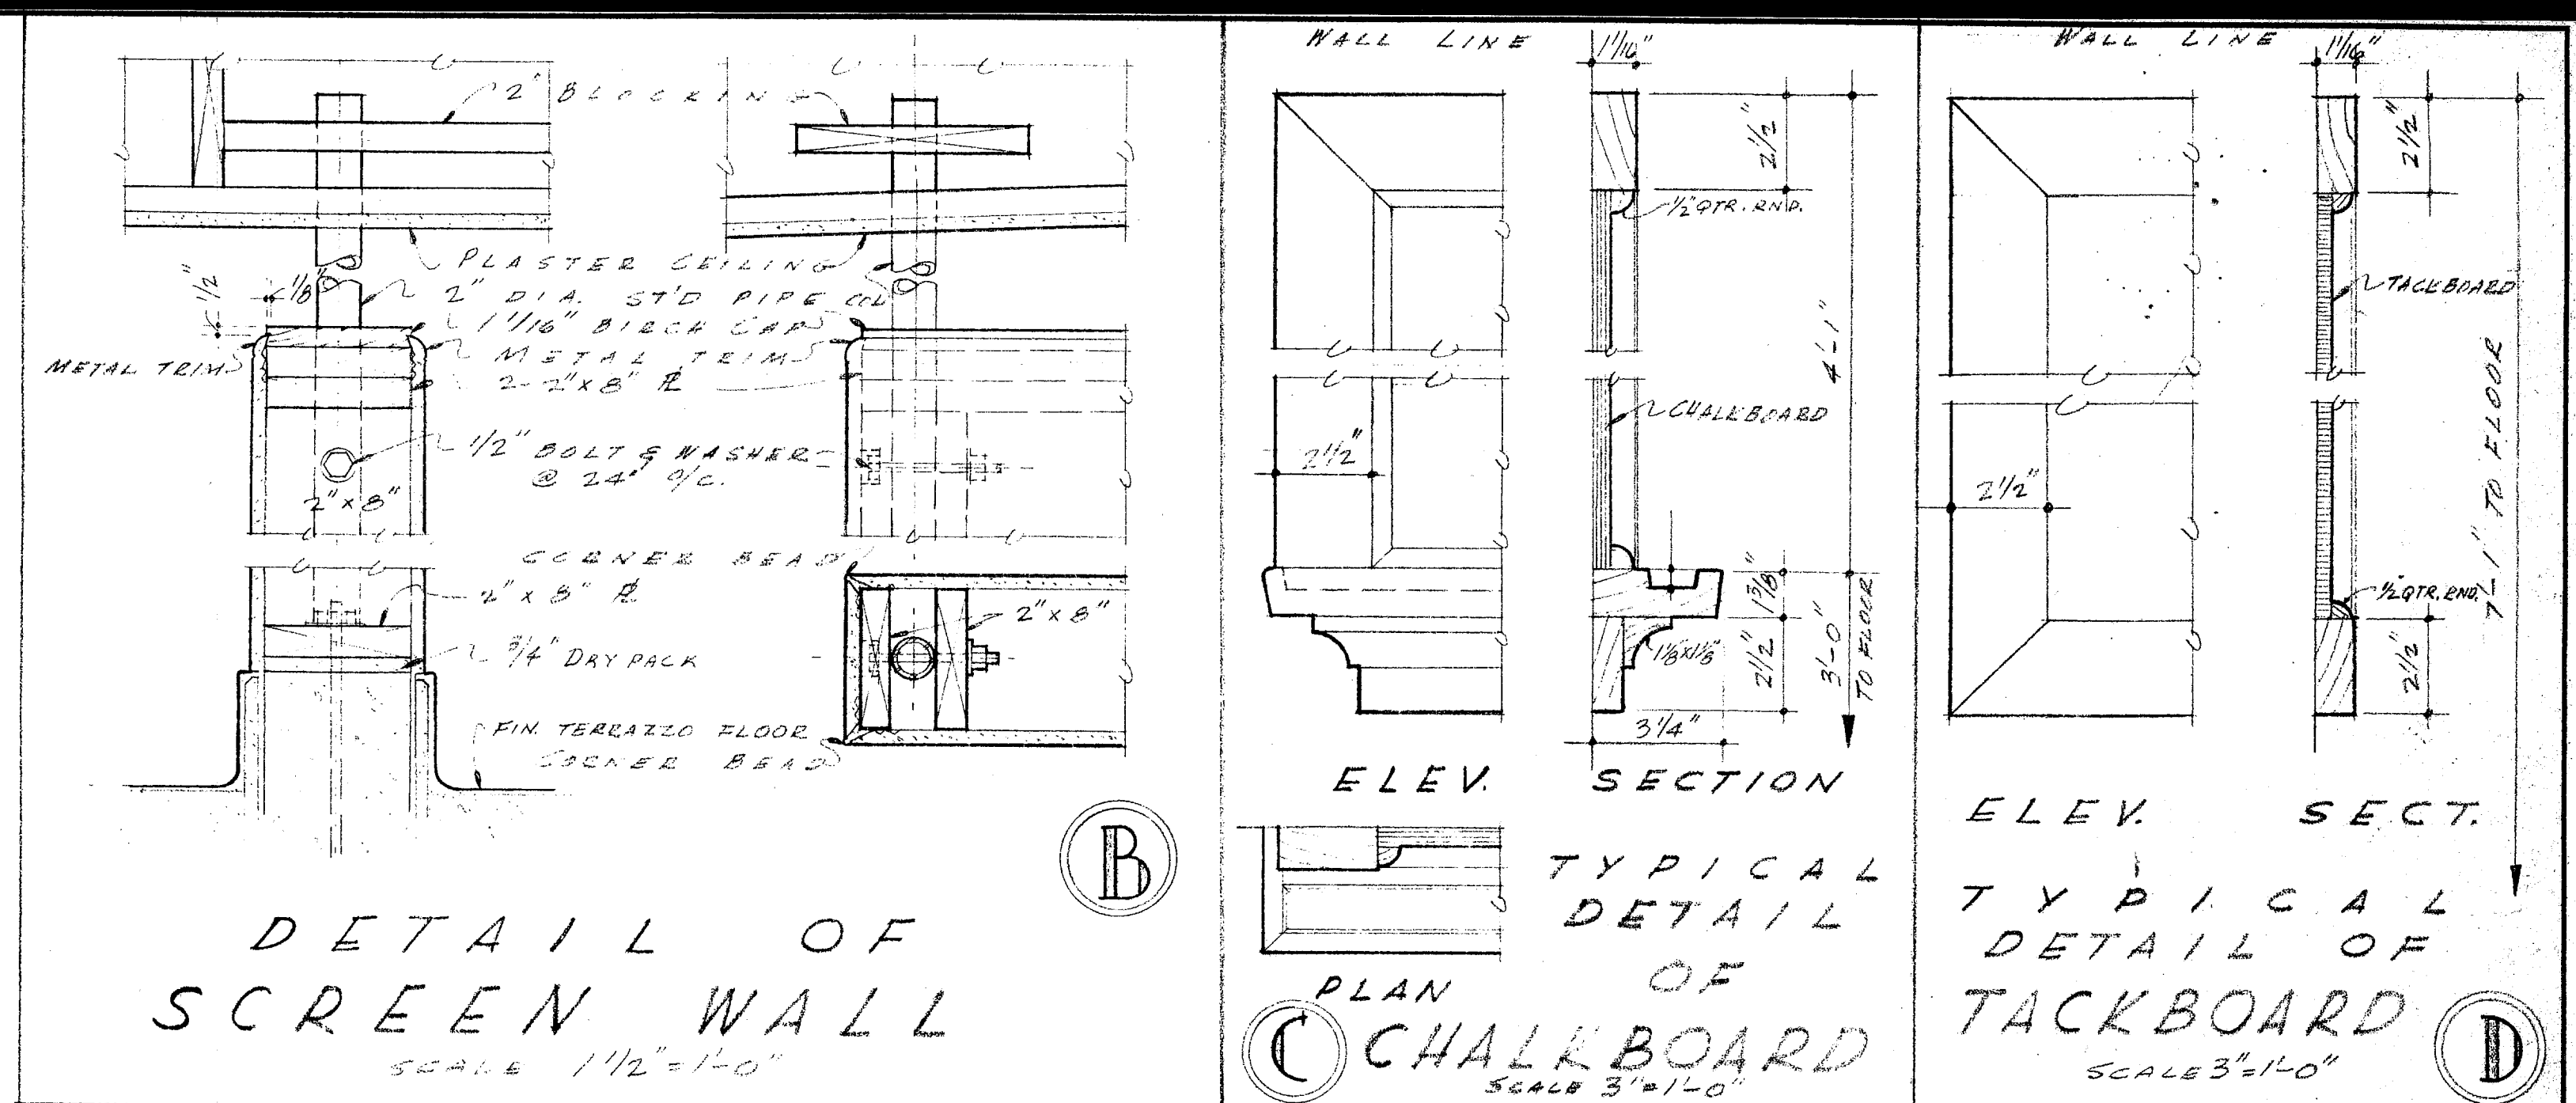 2" BLOCKING
PLASTER CEILING
1/2"
1/8"
2" DIA. ST'D PIPE COL
1 1/16" BIRCH CAP
METAL TRIM
METAL TRIM
2-2"x8" PL
1/2" BOLT & WASHER
@ 24" O/C.
2"x8"
CORNER BEAD
2"x8" PL
2"x8"
3/4" DRY PACK
FIN. TERRAZZO FLOOR
CORNER BEAD
B
DETAIL OF
SCREEN WALL
SCALE 1 1/2"=1'-0"
WALL LINE
1 1/16"
2 1/2"
1/2" QTR. RND.
4'-1"
CHALKBOARD
2 1/2"
1 3/8"
1 1/8x1 1/8
2 1/2"
3'-0"
TO FLOOR
3 1/4"
ELEV.
SECTION
PLAN
TYPICAL
DETAIL
OF
C
CHALKBOARD
SCALE 3"=1'-0"
WALL LINE
1 1/16"
2 1/2"
TACKBOARD
7'-1" TO FLOOR
2 1/2"
1/2 QTR. RND.
2 1/2"
ELEV.
SECT.
TYPICAL
DETAIL OF
TACKBOARD
D
SCALE 3"=1'-0"